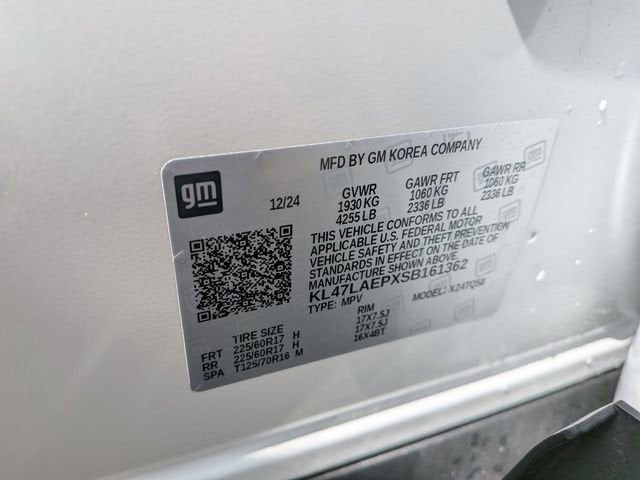 MFD BY GM KOREA COMPANY
gm
12/24
GVWR GAWR FRT GAWR RR
1930 KG 1060 KG 1060 KG
4255 LB 2336 LB 2336 LB
THIS VEHICLE CONFORMS TO ALL
APPLICABLE U.S. FEDERAL MOTOR
VEHICLE SAFETY AND THEFT PREVENTION
STANDARDS IN EFFECT ON THE DATE OF
MANUFACTURE SHOWN ABOVE.
KL47LAEPXSB161362
TYPE: MPV MODEL:
TIRE SIZE RIM
FRT 225/60R17 H 17X7.5J
RR 225/60R17 H 17X7.5J
SPA T125/70R16 M 16X4BT